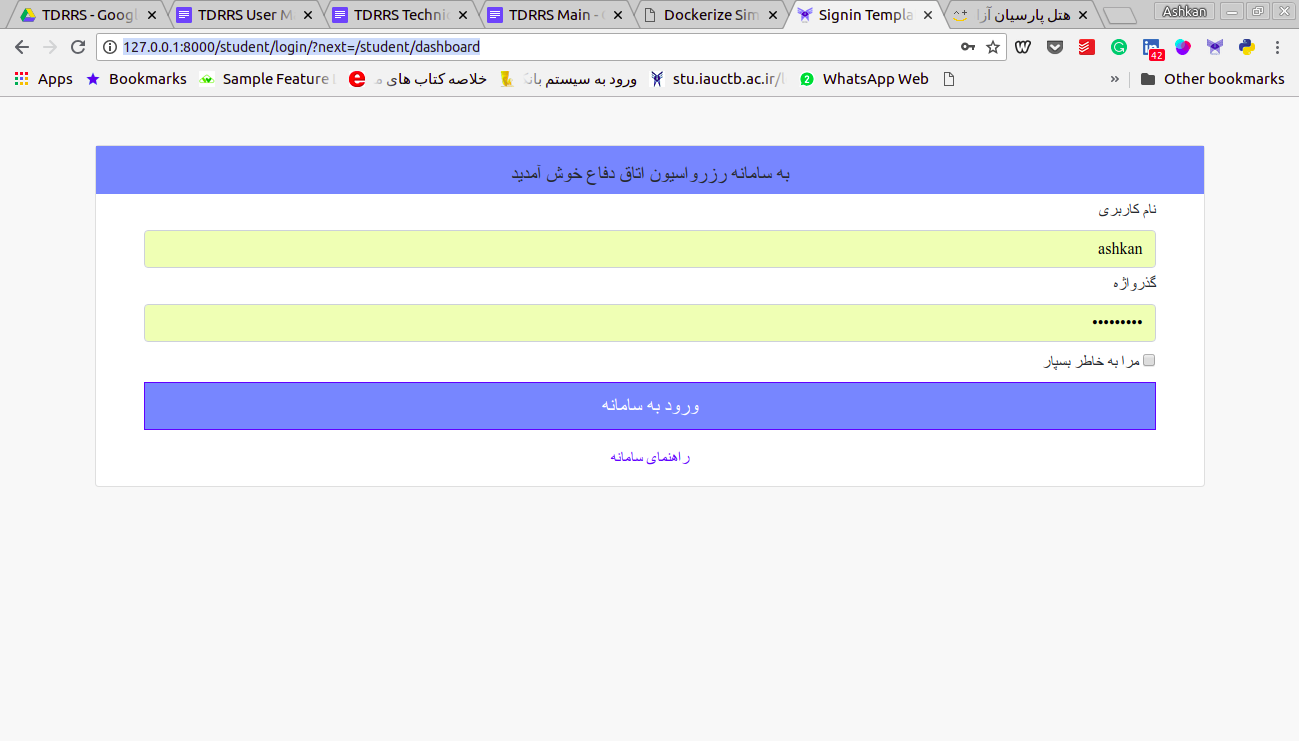 TDRRS - Googl
TDRRS User M
TDRRS Technic
TDRRS Main -
Dockerize Sim
Signin Templa
هتل پارسیان آزا
Ashkan
127.0.0.1:8000/student/login/?next=/student/dashboard
42
Apps
Bookmarks
Sample Feature
خلاصه کتاب های م
ورود به سیستم بانک
stu.iauctb.ac.ir/
2
WhatsApp Web
»
Other bookmarks
به سامانه رزرواسیون اتاق دفاع خوش آمدید
نام کاربری
ashkan
گذرواژه
•••••••••
مرا به خاطر بسپار
ورود به سامانه
راهنمای سامانه